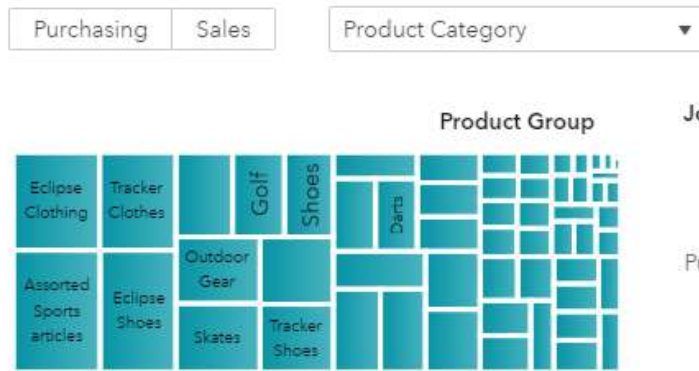 Purchasing Sales Product Category
Product Group
Eclipse
Clothing
Tracker
Clothes
Golf
Shoes
Darts
Assorted
Sports
articles
Eclipse
Shoes
Outdoor
Gear
Skates
Tracker
Shoes